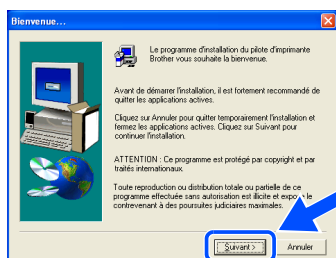 Bienvenue...
Le programme d'installation du pilote d'imprimante
Brother vous souhaite la bienvenue.
Avant de démarrer l'installation, il est fortement recommandé de
quitter les applications actives.
Cliquez sur Annuler pour quitter temporairement l'installation et
fermez les applications actives. Cliquez sur Suivant pour
continuer l'installation.
ATTENTION : Ce programme est protégé par copyright et par
traités internationaux.
Toute reproduction ou distribution totale ou partielle de ce
programme effectuée sans autorisation est illicite et expose le
contrevenant à des poursuites judiciaires maximales.
Suivant >
Annuler